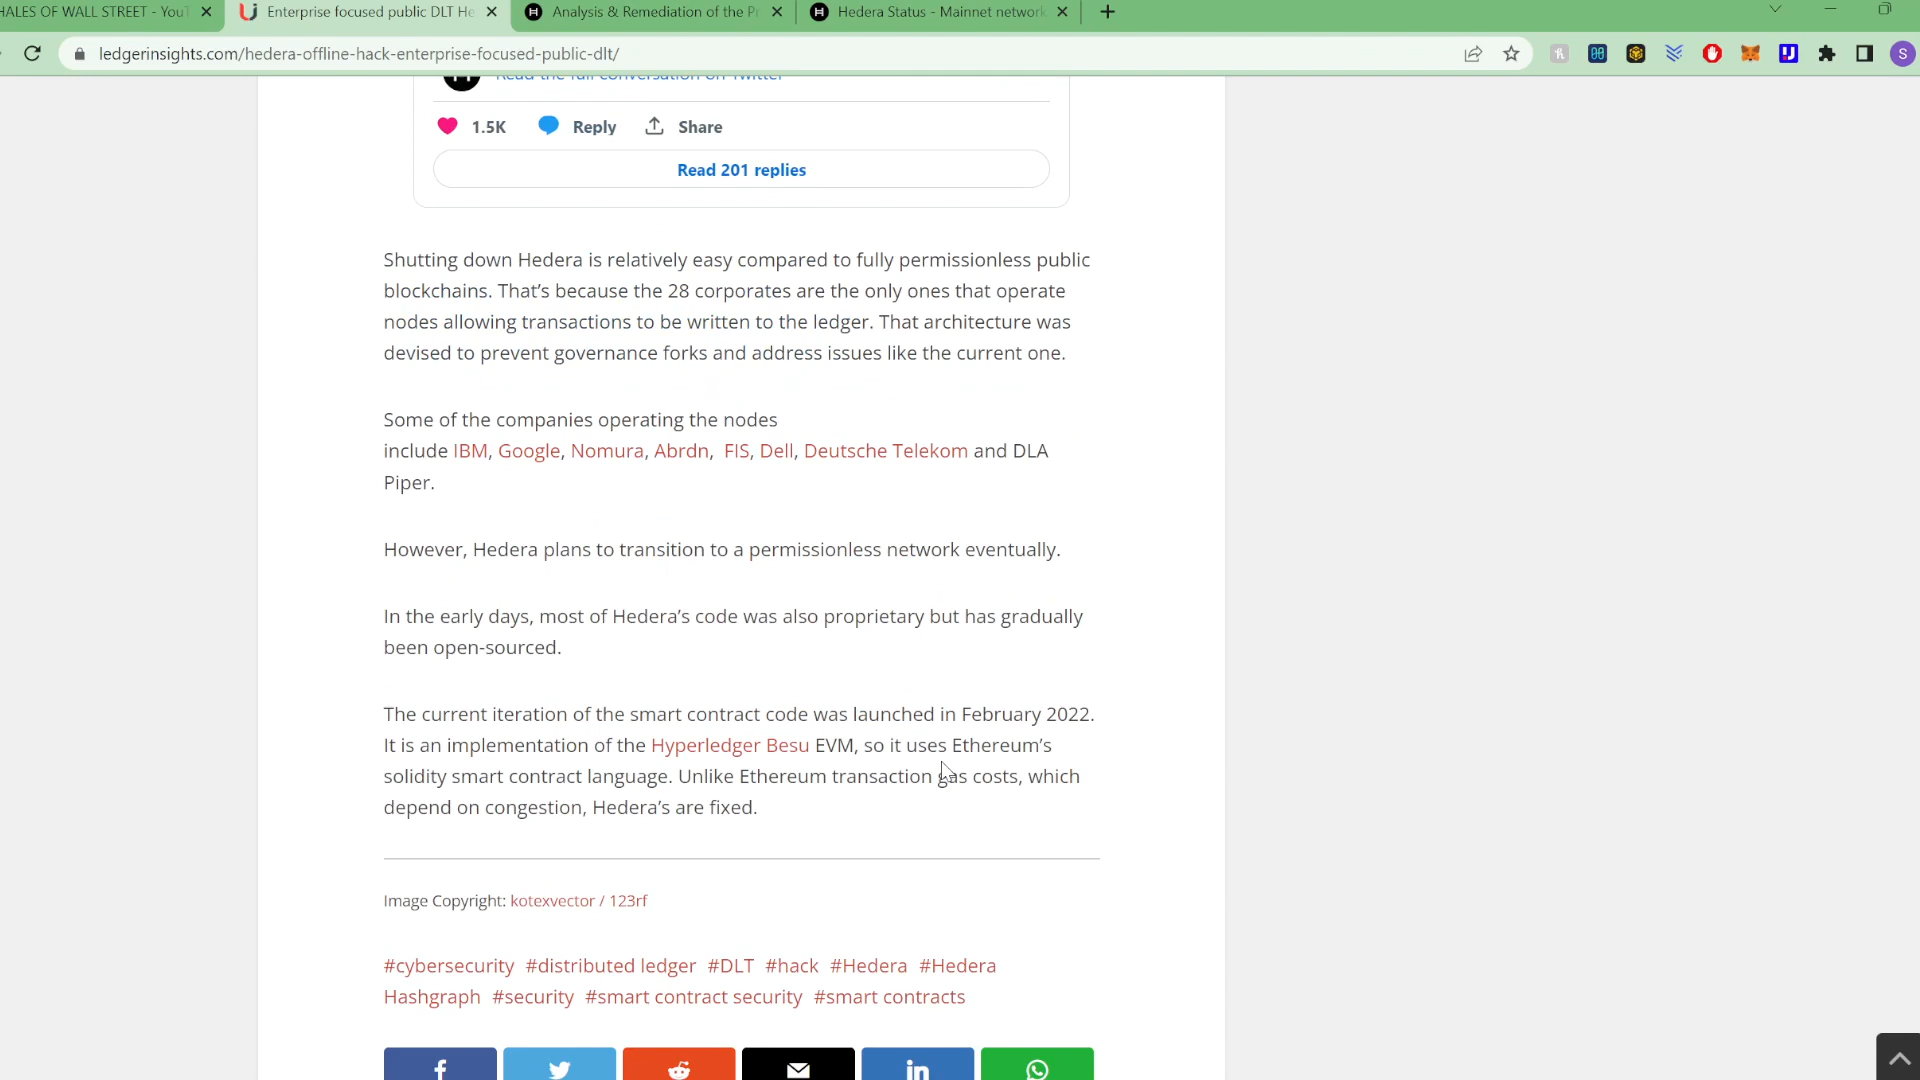 HALES OF WALL STREET - YouT
Enterprise focused public DLT He
Analysis & Remediation of the Pr
Hedera Status - Mainnet network
ledgerinsights.com/hedera-offline-hack-enterprise-focused-public-dlt/
S
Read the full conversation on Twitter
1.5K Reply Share
Read 201 replies
Shutting down Hedera is relatively easy compared to fully permissionless public
blockchains. That’s because the 28 corporates are the only ones that operate
nodes allowing transactions to be written to the ledger. That architecture was
devised to prevent governance forks and address issues like the current one.
Some of the companies operating the nodes
include IBM, Google, Nomura, Abrdn, FIS, Dell, Deutsche Telekom and DLA
Piper.
However, Hedera plans to transition to a permissionless network eventually.
In the early days, most of Hedera’s code was also proprietary but has gradually
been open-sourced.
The current iteration of the smart contract code was launched in February 2022.
It is an implementation of the Hyperledger Besu EVM, so it uses Ethereum’s
solidity smart contract language. Unlike Ethereum transaction gas costs, which
depend on congestion, Hedera’s are fixed.
Image Copyright: kotexvector / 123rf
#cybersecurity #distributed ledger #DLT #hack #Hedera #Hedera
Hashgraph #security #smart contract security #smart contracts